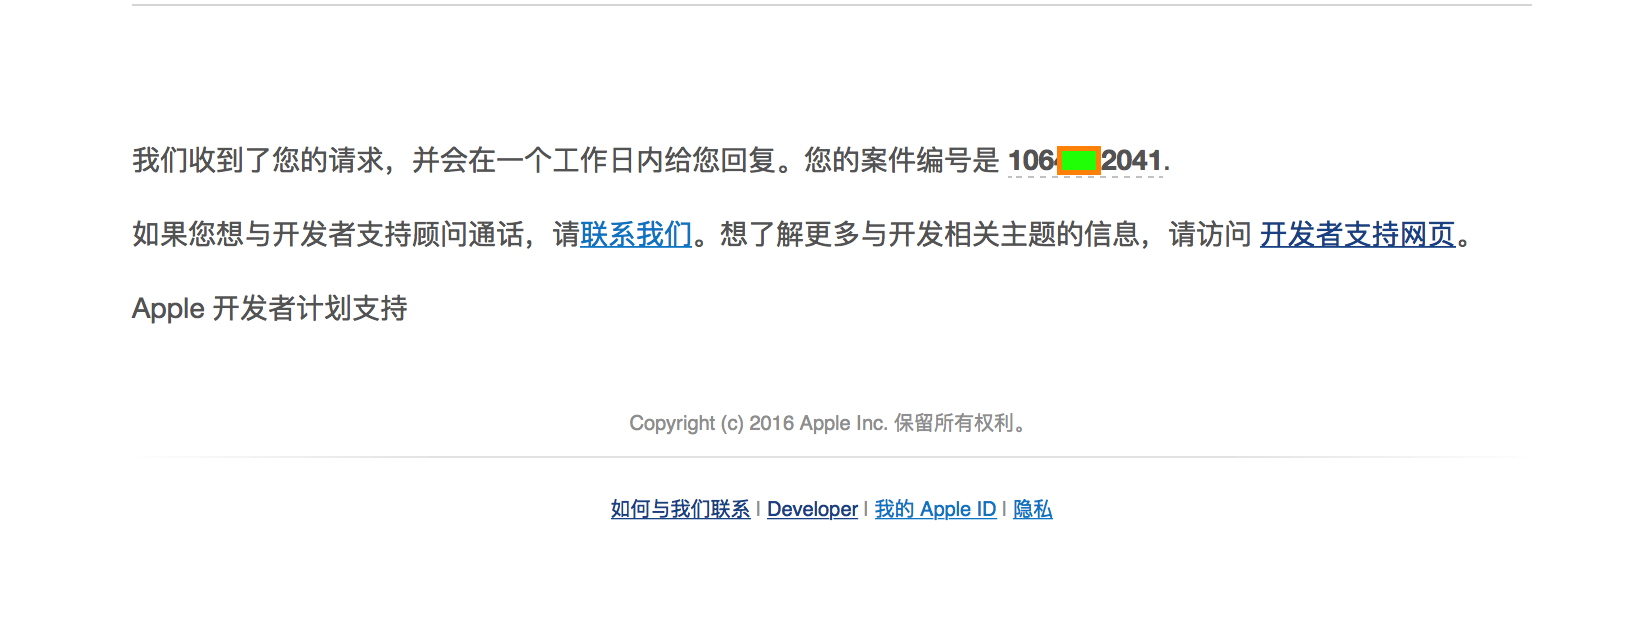 我们收到了您的请求，并会在一个工作日内给您回复。您的案件编号是 106 2041.
如果您想与开发者支持顾问通话，请联系我们。想了解更多与开发相关主题的信息，请访问 开发者支持网页。
Apple 开发者计划支持
Copyright (c) 2016 Apple Inc. 保留所有权利。
如何与我们联系 | Developer | 我的 Apple ID | 隐私